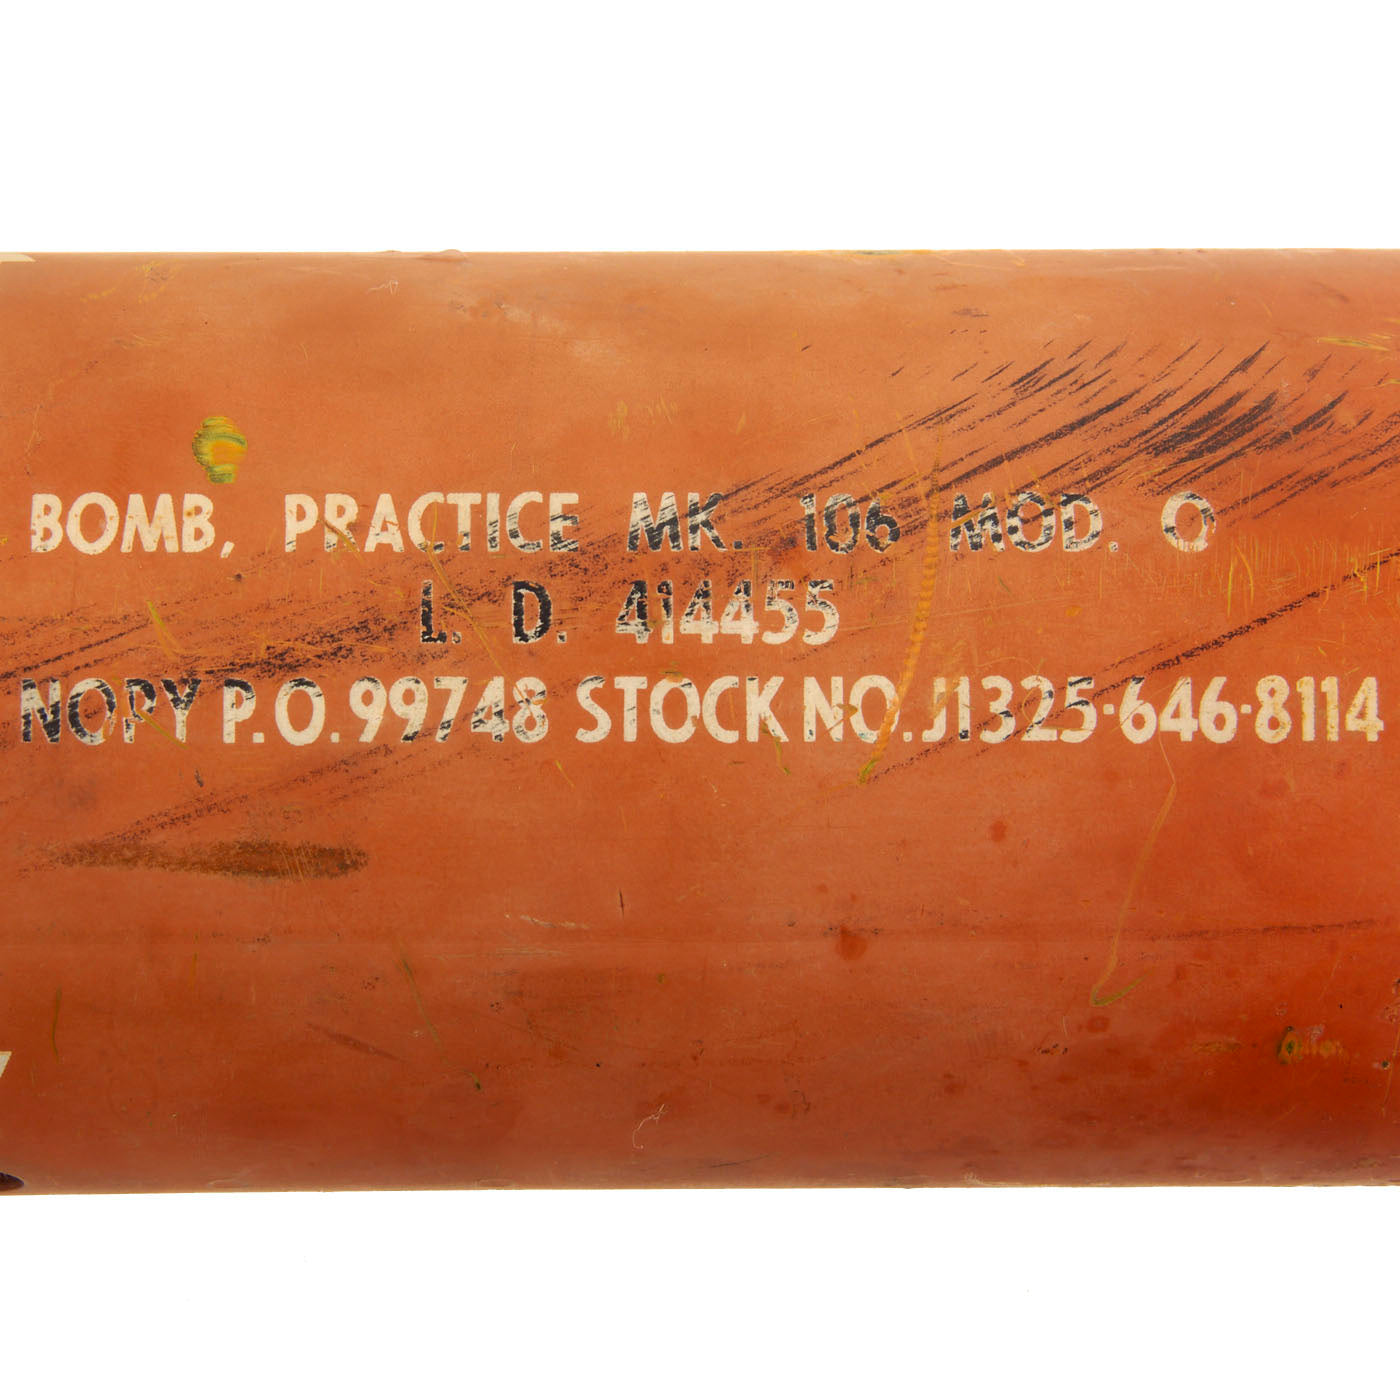 BOMB, PRACTICE MK. 106 MOD. O
L. D. 414455
NOPY P.O. 99748 STOCK NO. J1325-646-8114